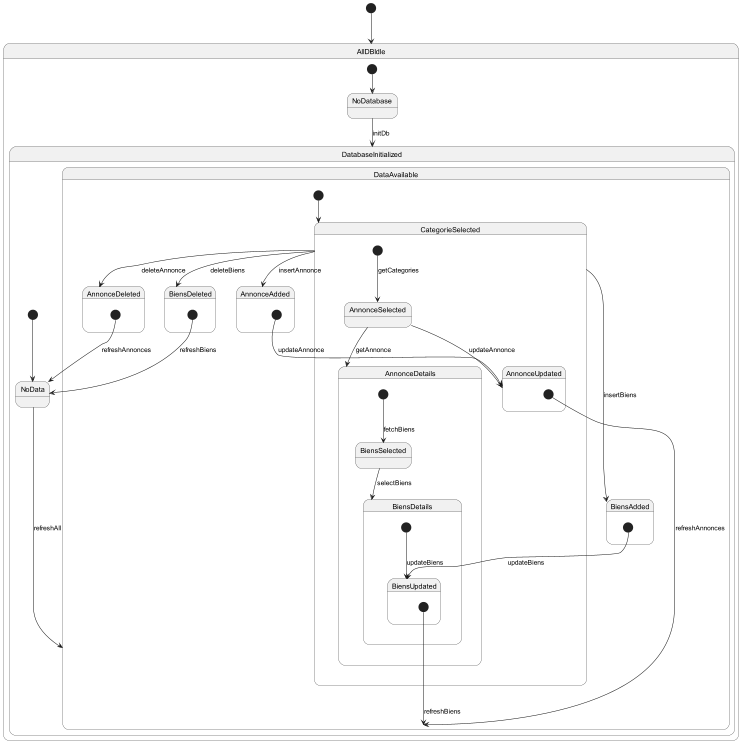 AllDBIdle
NoDatabase
initDb
DatabaseInitialized
DataAvailable
CategorieSelected
deleteAnnonce
deleteBiens
insertAnnonce
getCategories
AnnonceDeleted
BiensDeleted
AnnonceAdded
AnnonceSelected
refreshAnnonces
refreshBiens
updateAnnonce
getAnnonce
updateAnnonce
AnnonceDetails
AnnonceUpdated
NoData
insertBiens
fetchBiens
BiensSelected
selectBiens
BiensDetails
BiensAdded
refreshAll
refreshAnnonces
updateBiens
updateBiens
BiensUpdated
refreshBiens